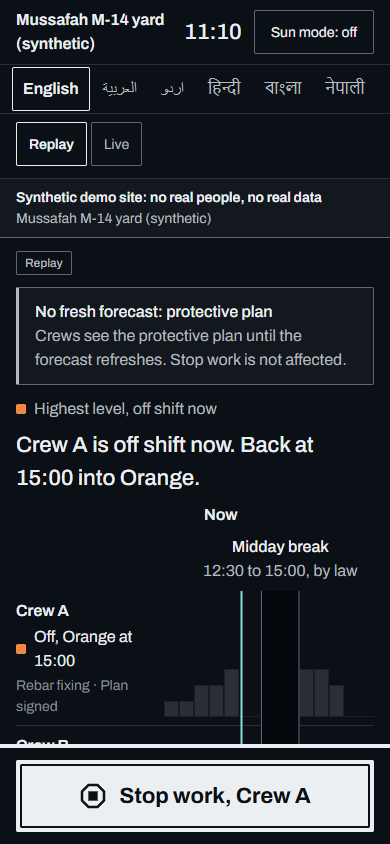 Mussafah M-14 yard
(synthetic)
11:10
Sun mode: off
English
العربية
اردو
हिन्दी
বাংলা
नेपाली
Replay
Live
Synthetic demo site: no real people, no real data
Mussafah M-14 yard (synthetic)
Replay
No fresh forecast: protective plan
Crews see the protective plan until the
forecast refreshes. Stop work is not affected.
Highest level, off shift now
Crew A is off shift now. Back at
15:00 into Orange.
Now
Midday break
12:30 to 15:00, by law
Crew A
Off, Orange at
15:00
Rebar fixing · Plan
signed
Stop work, Crew A